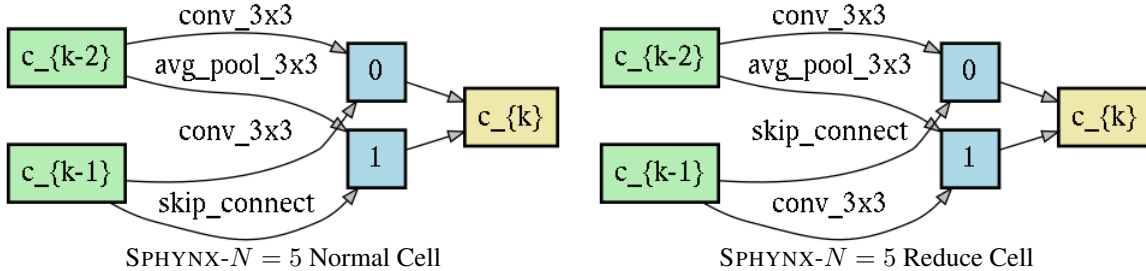 conv_3x3
c_{k-2}
avg_pool_3x3
0
c_{k}
conv_3x3
1
c_{k-1}
skip_connect
SPHYNX-N = 5 Normal Cell
conv_3x3
c_{k-2}
avg_pool_3x3
0
c_{k}
skip_connect
1
c_{k-1}
conv_3x3
SPHYNX-N = 5 Reduce Cell